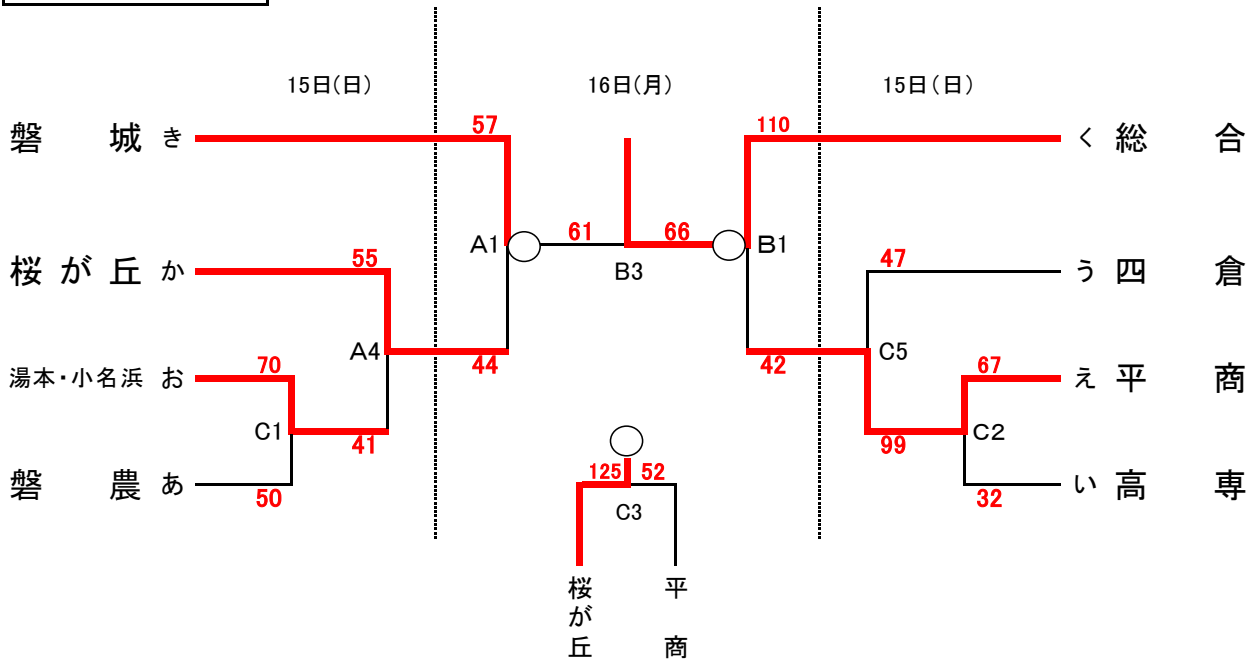 15日(日)
16日(月)
15日(日)
磐城 き
57
110
く 総合
61
66
A1
B1
B3
桜が丘 か
55
47
う 四倉
A4
44
42
C5
湯本・小名浜 お
70
67
え 平商
C1
41
99
C2
磐農 あ
50
32
い 高専
125
52
C3
桜が丘
平商